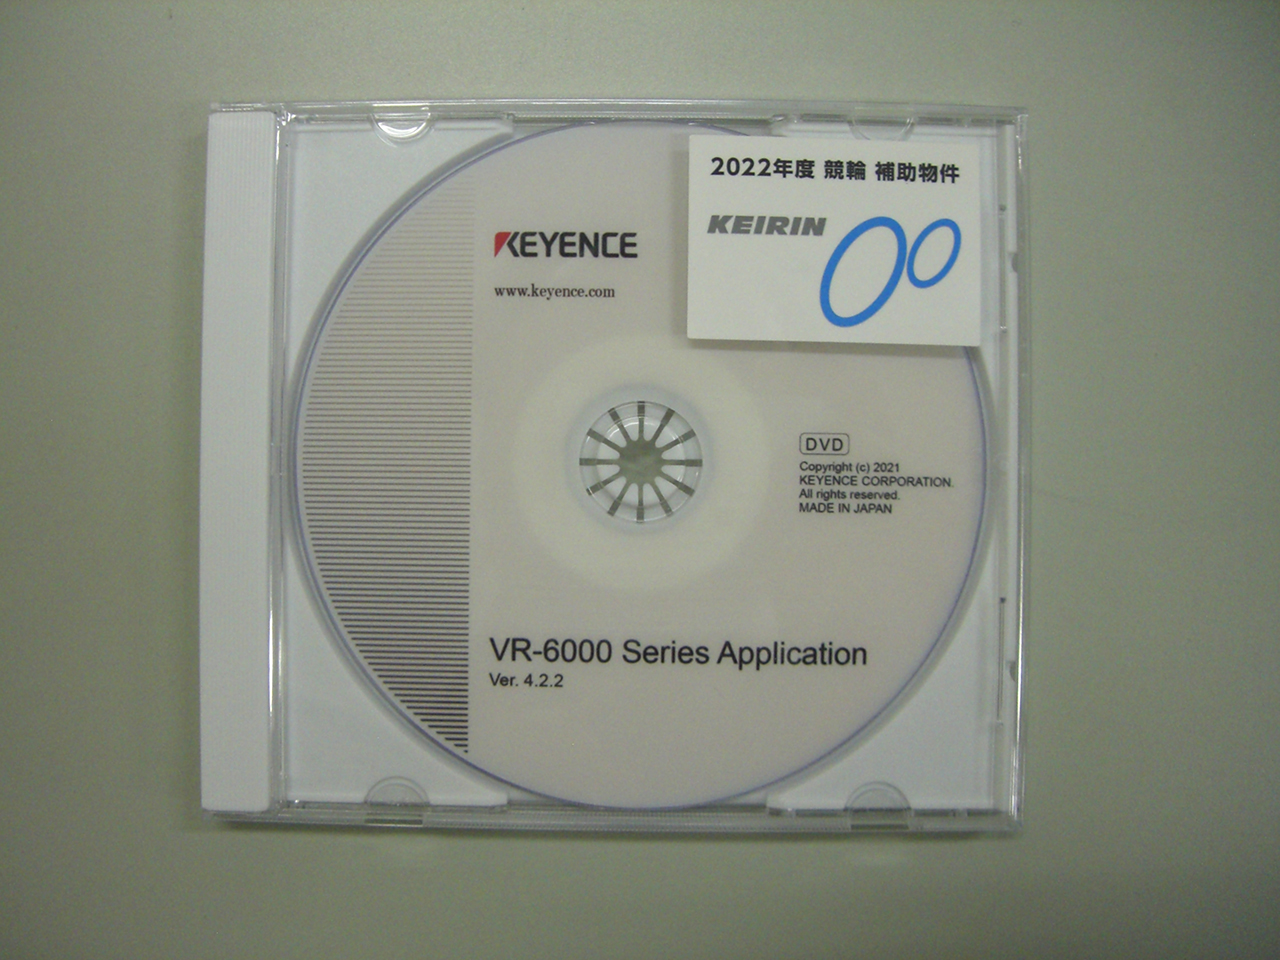 2022年度 競輪 補助物件
KEIRIN
KEYENCE
www.keyence.com
DVD
Copyright (c) 2021
KEYENCE CORPORATION.
All rights reserved.
MADE IN JAPAN
VR-6000 Series Application
Ver. 4.2.2